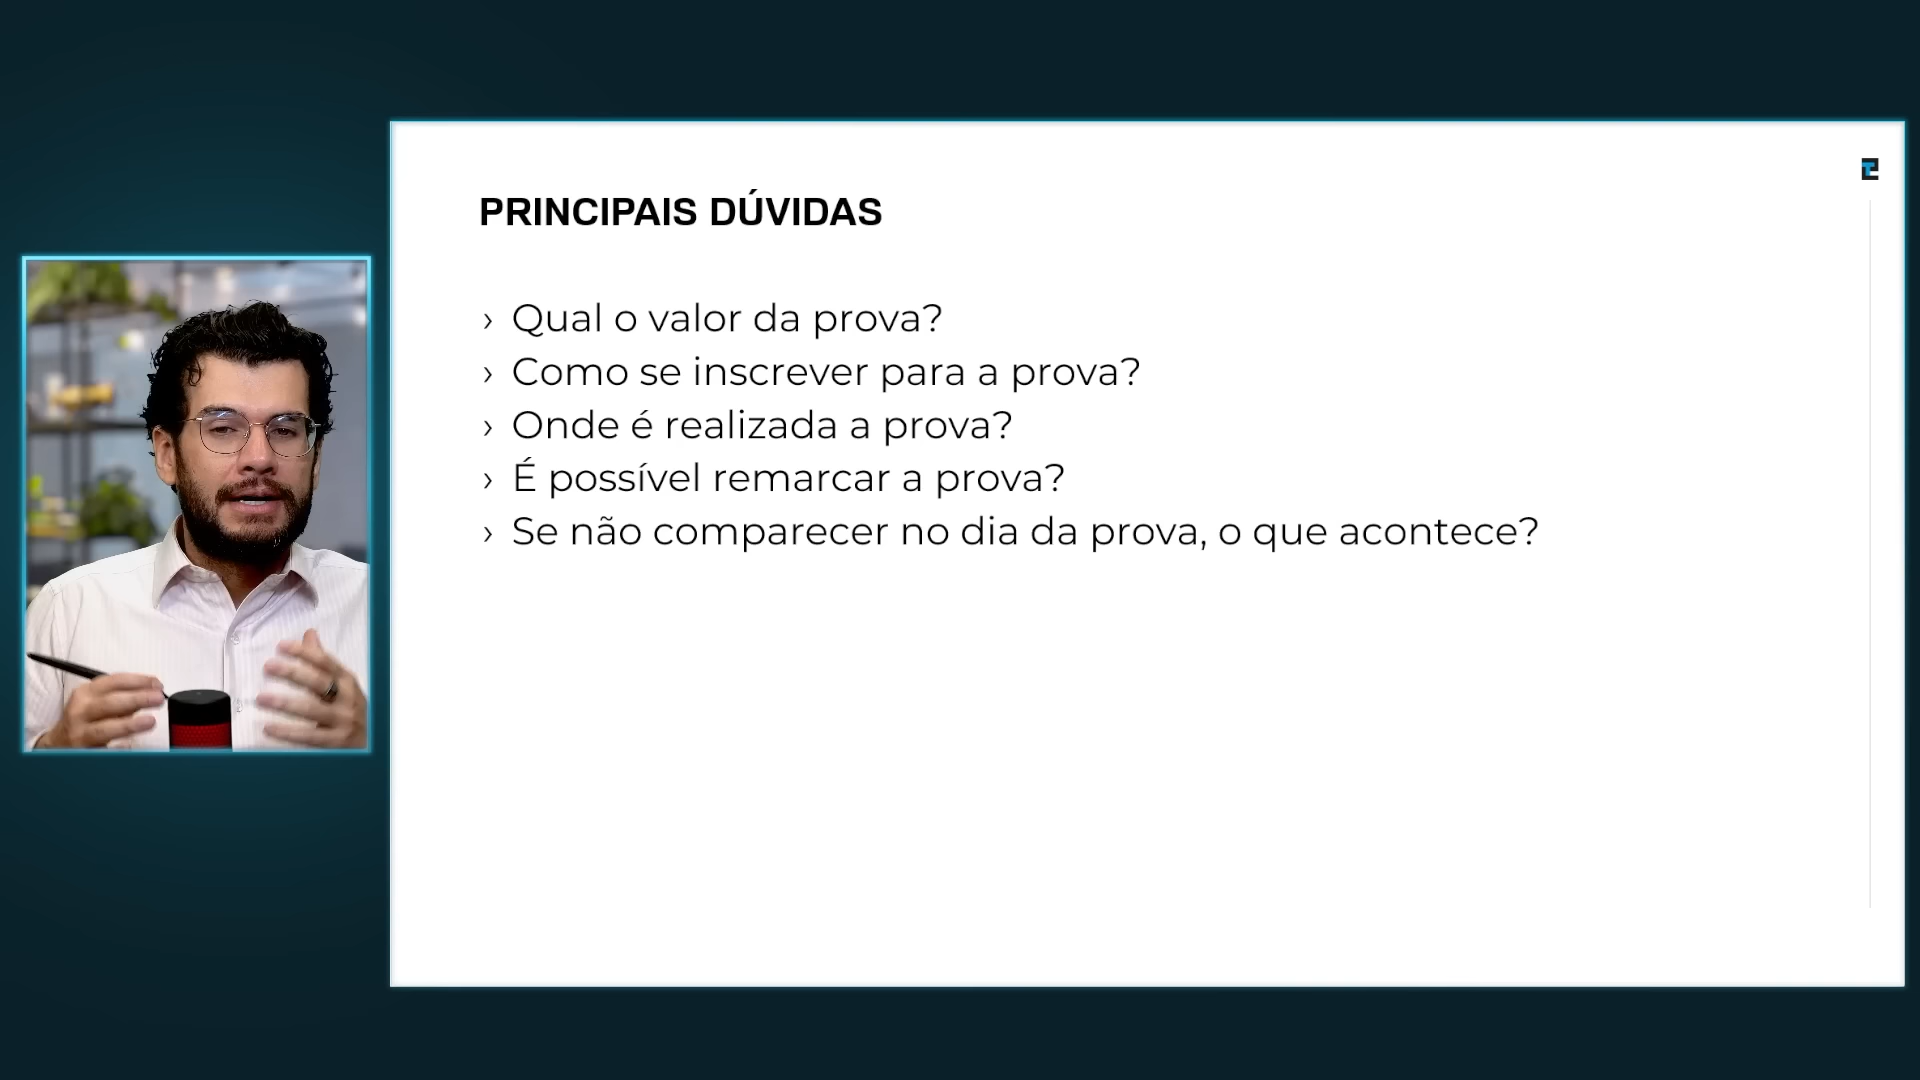 PRINCIPAIS DÚVIDAS
› Qual o valor da prova?
› Como se inscrever para a prova?
› Onde é realizada a prova?
› É possível remarcar a prova?
› Se não comparecer no dia da prova, o que acontece?